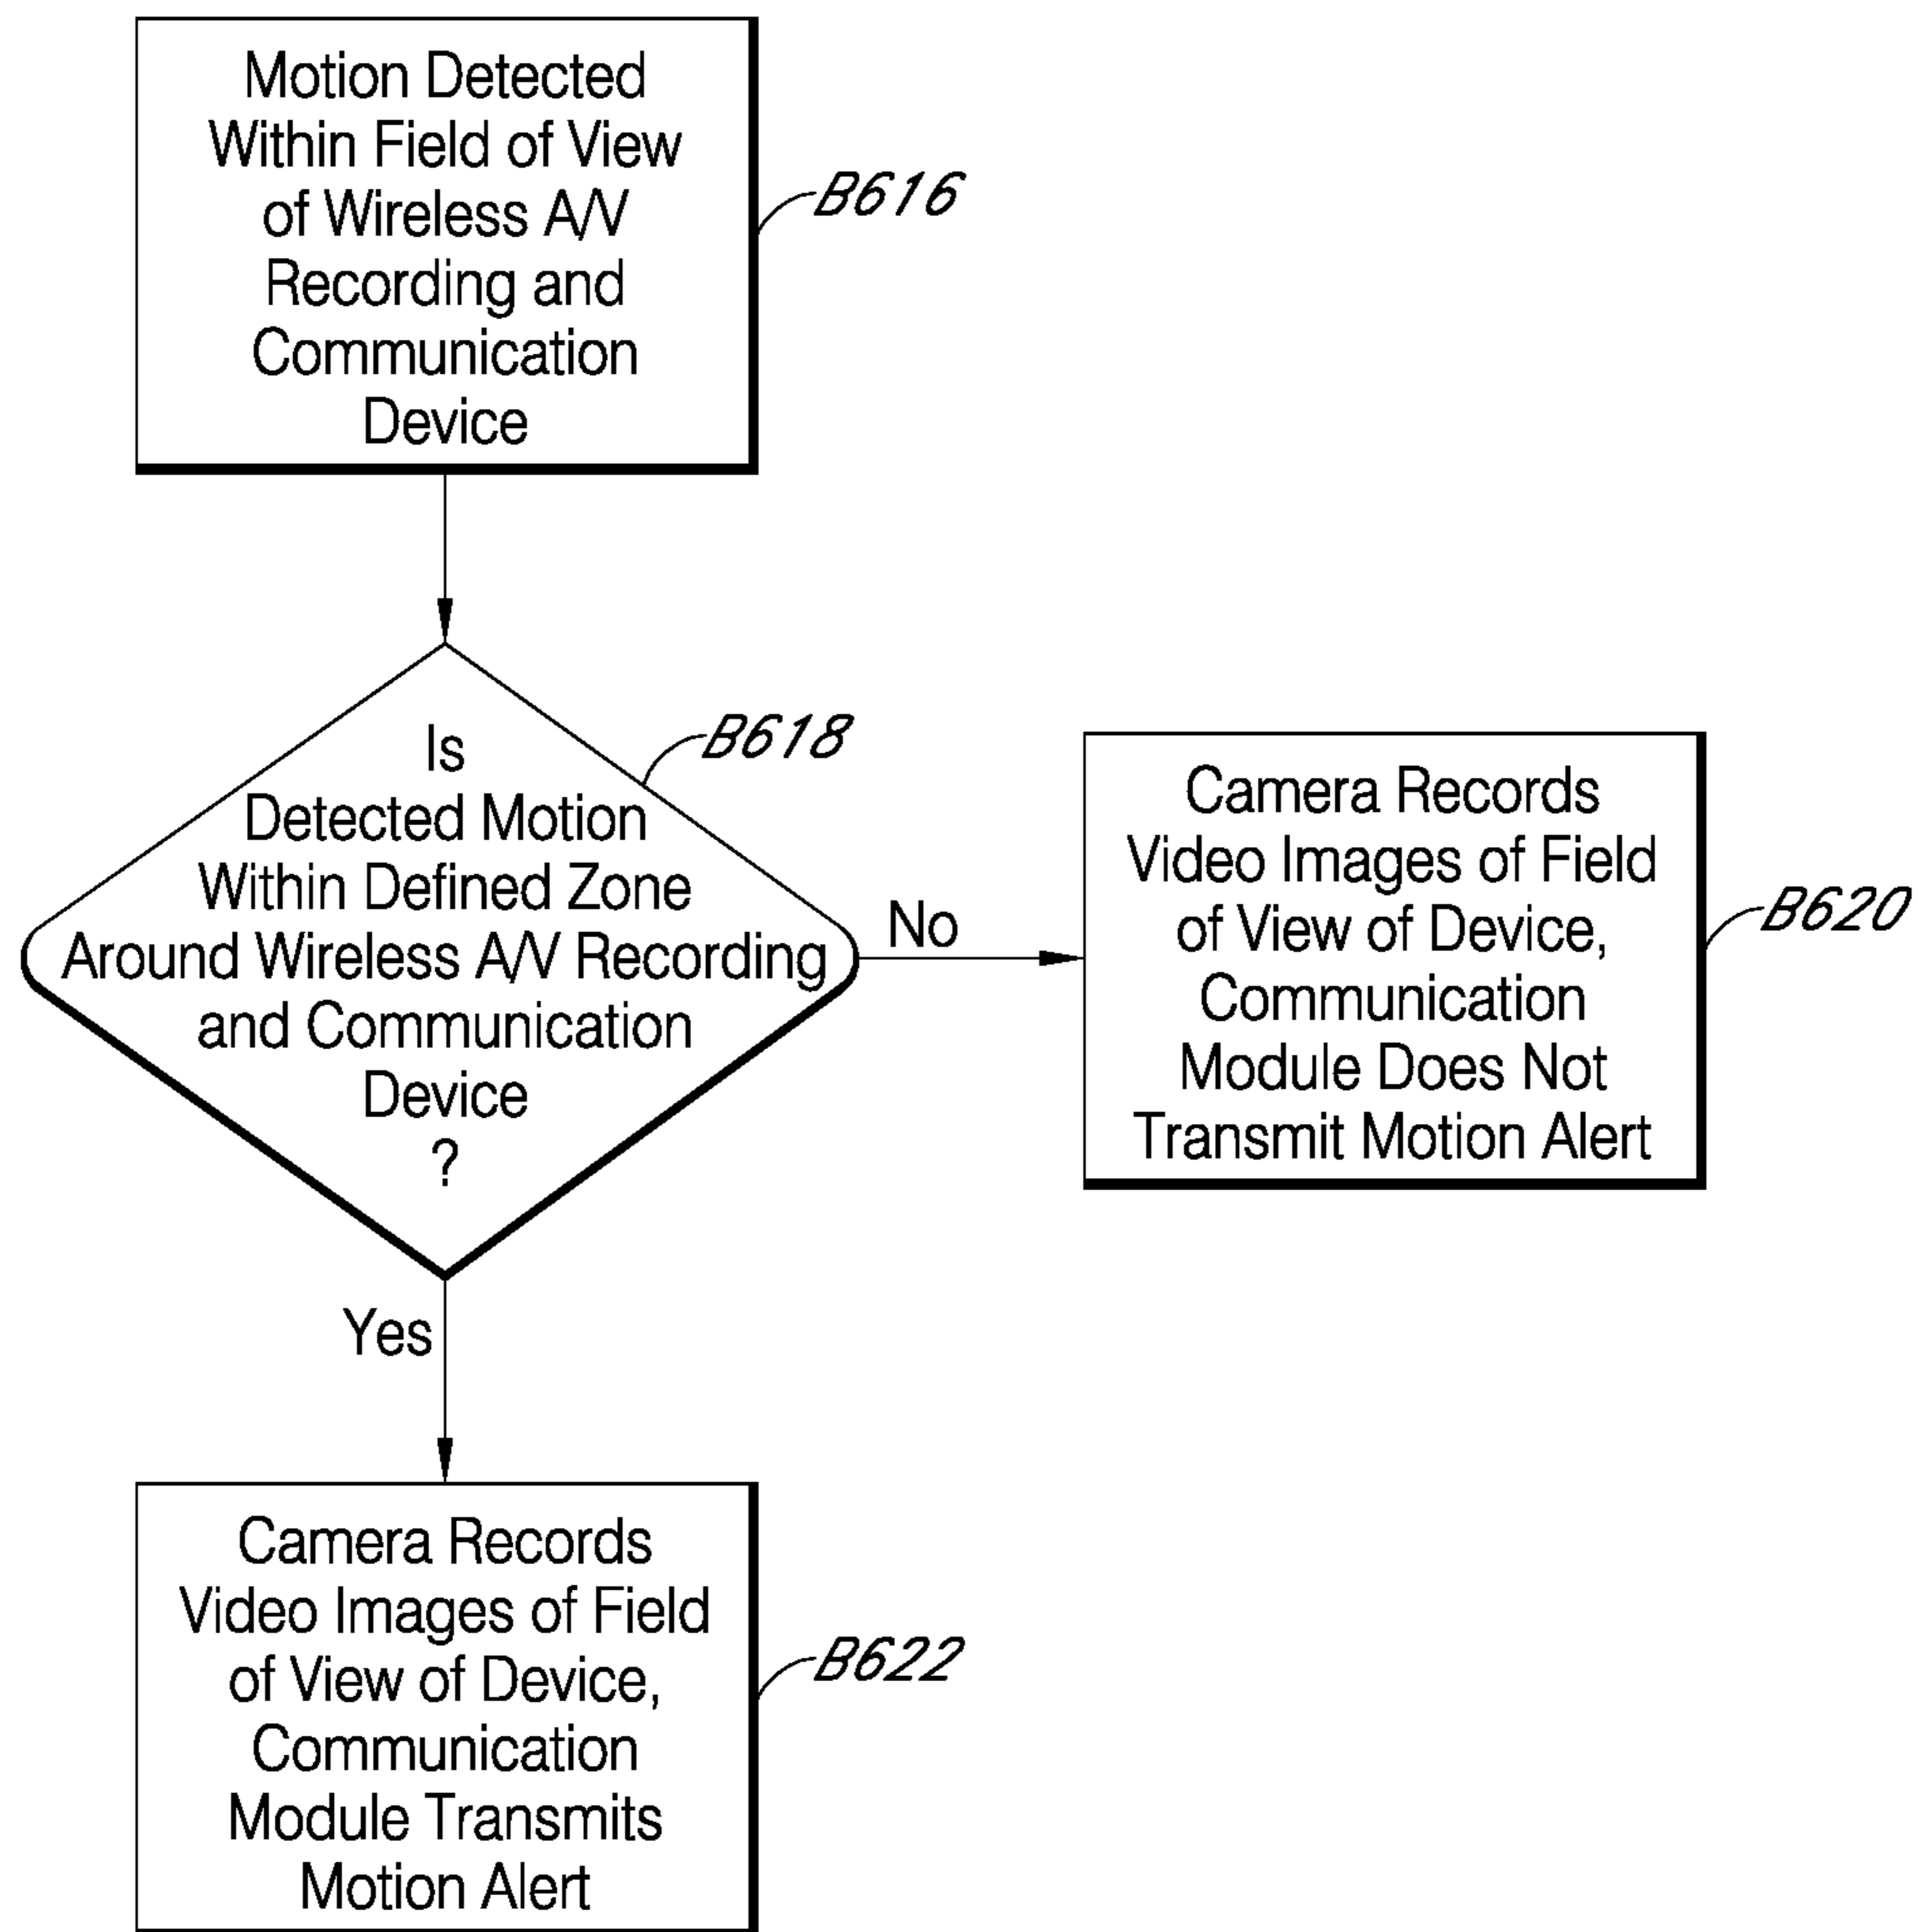 Motion Detected
Within Field of View
of Wireless A/V
Recording and
Communication
Device
B616
Is
Detected Motion
Within Defined Zone
Around Wireless A/V Recording
and Communication
Device
?
B618
No
Camera Records
Video Images of Field
of View of Device,
Communication
Module Does Not
Transmit Motion Alert
B620
Yes
Camera Records
Video Images of Field
of View of Device,
Communication
Module Transmits
Motion Alert
B622